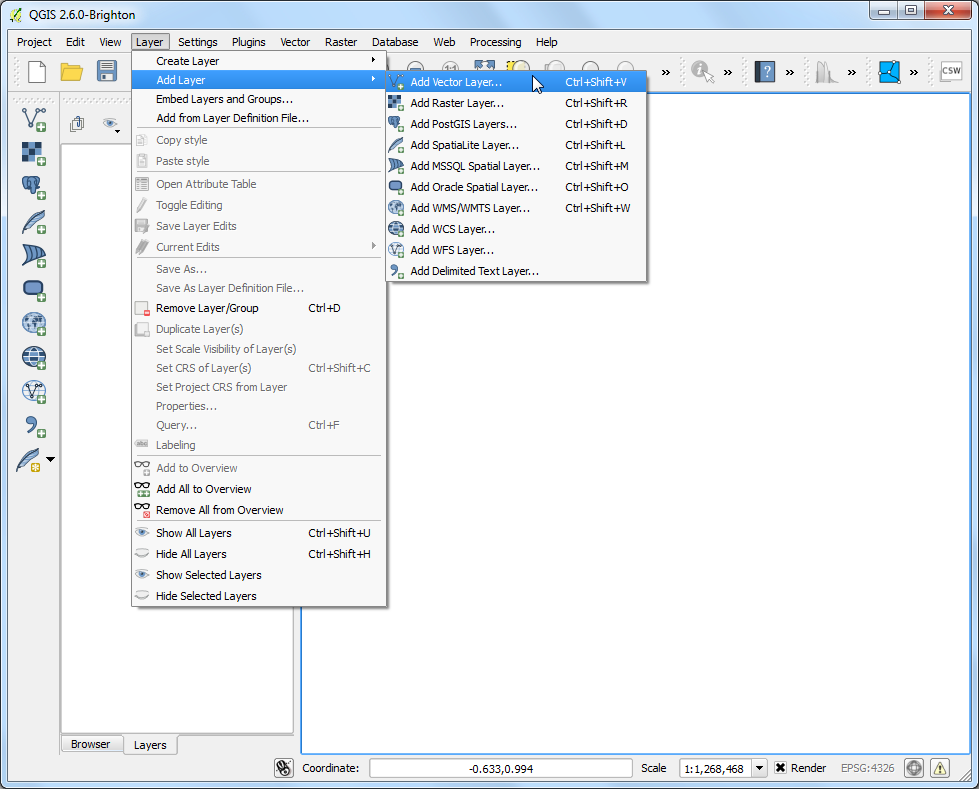 QGIS 2.6.0-Brighton
Project Edit View Layer Settings Plugins Vector Raster Database Web Processing Help
CSW
Create Layer
Add Layer
Embed Layers and Groups...
Add from Layer Definition File...
Copy style
Paste style
Open Attribute Table
Toggle Editing
Save Layer Edits
Current Edits
Save As...
Save As Layer Definition File...
Remove Layer/Group Ctrl+D
Duplicate Layer(s)
Set Scale Visibility of Layer(s)
Set CRS of Layer(s) Ctrl+Shift+C
Set Project CRS from Layer
Properties...
Query... Ctrl+F
abc Labeling
Add to Overview
Add All to Overview
Remove All from Overview
Show All Layers Ctrl+Shift+U
Hide All Layers Ctrl+Shift+H
Show Selected Layers
Hide Selected Layers
Add Vector Layer... Ctrl+Shift+V
Add Raster Layer... Ctrl+Shift+R
Add PostGIS Layers... Ctrl+Shift+D
Add SpatiaLite Layer... Ctrl+Shift+L
Add MSSQL Spatial Layer... Ctrl+Shift+M
Add Oracle Spatial Layer... Ctrl+Shift+O
Add WMS/WMTS Layer... Ctrl+Shift+W
Add WCS Layer...
Add WFS Layer...
Add Delimited Text Layer...
Browser Layers
Coordinate: -0.633,0.994 Scale 1:1,268,468 Render EPSG:4326